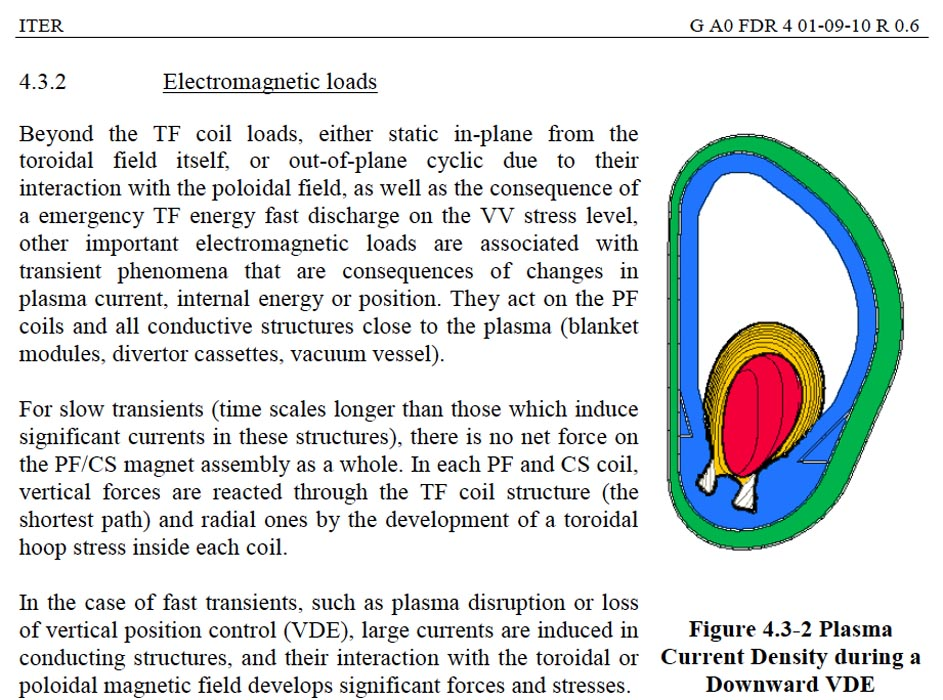 ITER
G A0 FDR 4 01-09-10 R 0.6
4.3.2 Electromagnetic loads
Beyond the TF coil loads, either static in-plane from the
toroidal field itself, or out-of-plane cyclic due to their
interaction with the poloidal field, as well as the consequence of
a emergency TF energy fast discharge on the VV stress level,
other important electromagnetic loads are associated with
transient phenomena that are consequences of changes in
plasma current, internal energy or position. They act on the PF
coils and all conductive structures close to the plasma (blanket
modules, divertor cassettes, vacuum vessel).
For slow transients (time scales longer than those which induce
significant currents in these structures), there is no net force on
the PF/CS magnet assembly as a whole. In each PF and CS coil,
vertical forces are reacted through the TF coil structure (the
shortest path) and radial ones by the development of a toroidal
hoop stress inside each coil.
In the case of fast transients, such as plasma disruption or loss
of vertical position control (VDE), large currents are induced in
conducting structures, and their interaction with the toroidal or
poloidal magnetic field develops significant forces and stresses.
Figure 4.3-2 Plasma
Current Density during a
Downward VDE